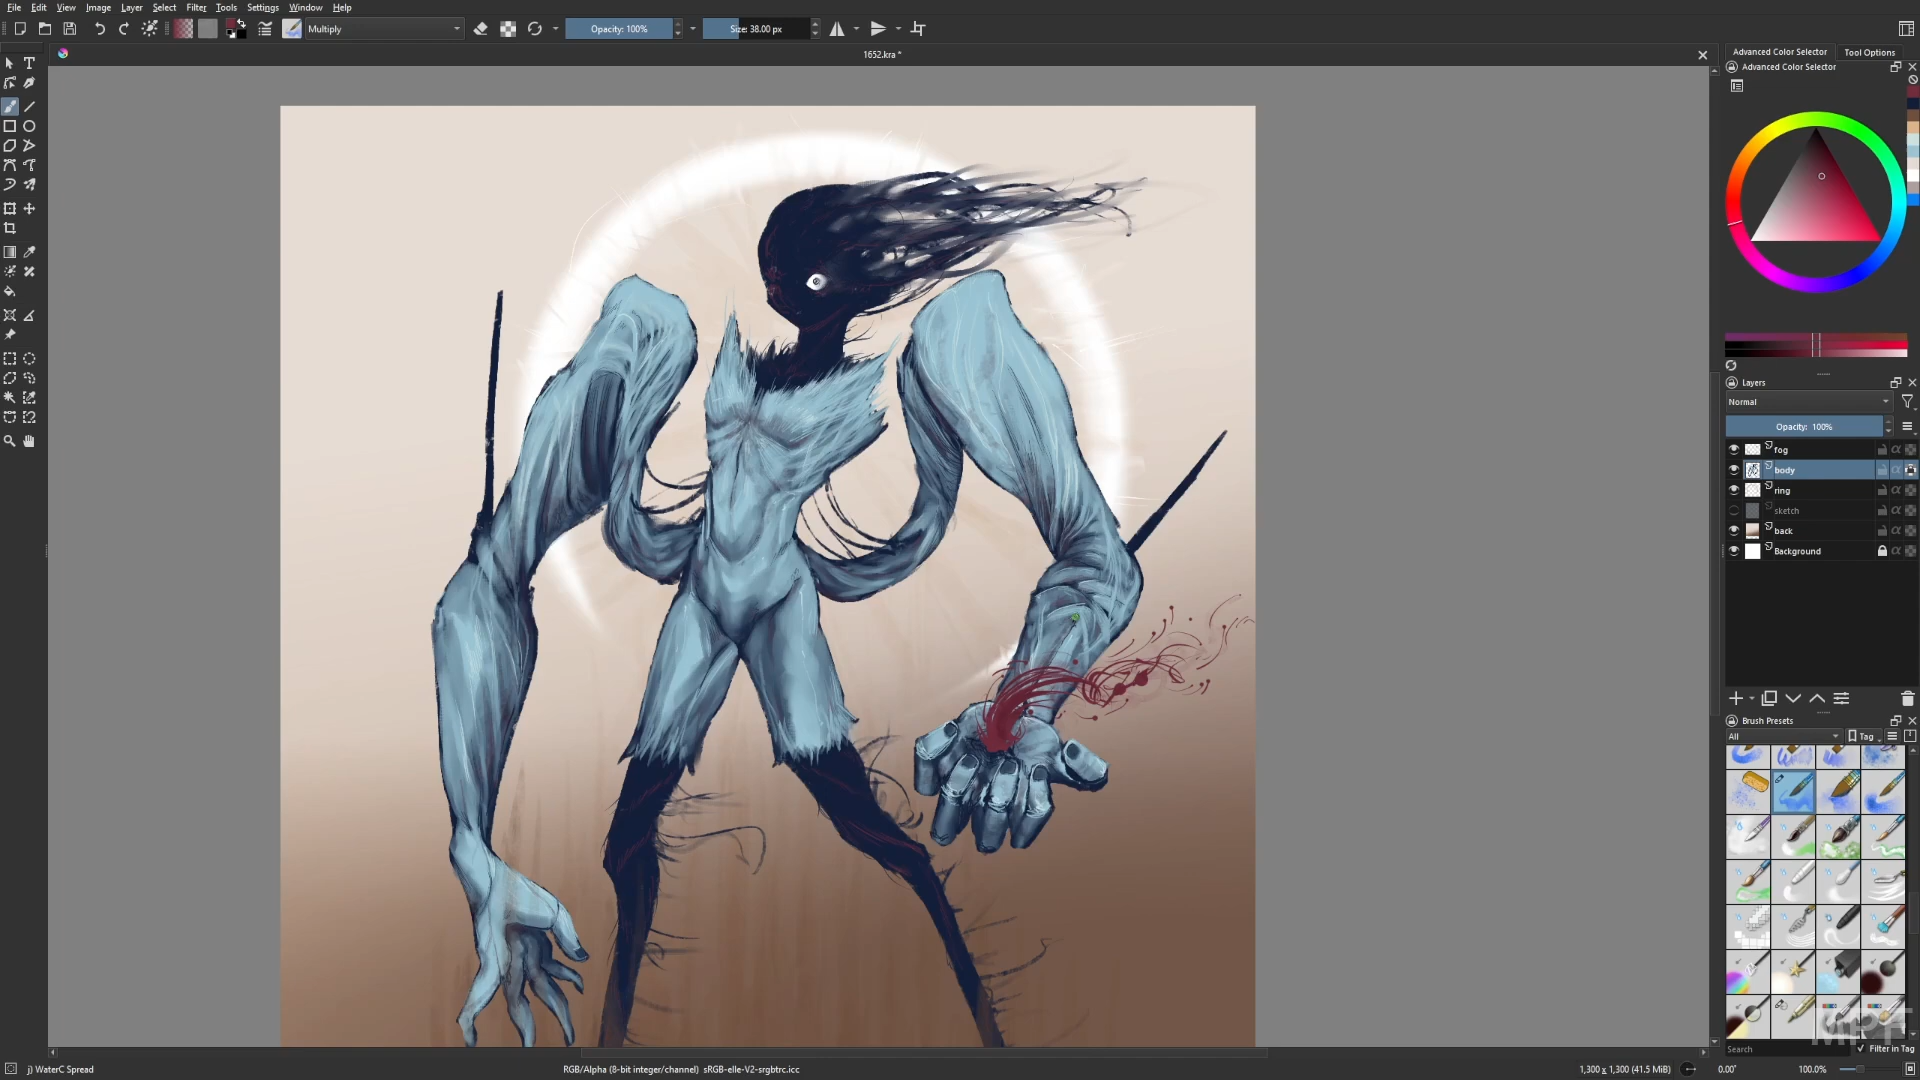 File Edit View Image Layer Select Filter Tools Settings Window Help
Multiply Opacity: 100% Size: 38.00 px
1652.kra *
Advanced Color Selector Tool Options
Advanced Color Selector
Layers
Normal
Opacity: 100%
fog
body
ring
sketch
back
Background
Brush Presets
All Tag
Search Filter in Tag
j) WaterC Spread RGB/Alpha (8-bit integer/channel) sRGB-elle-V2-srgbtrc.icc 1,300 x 1,300 (41.5 MiB) 0.00° 100.0%